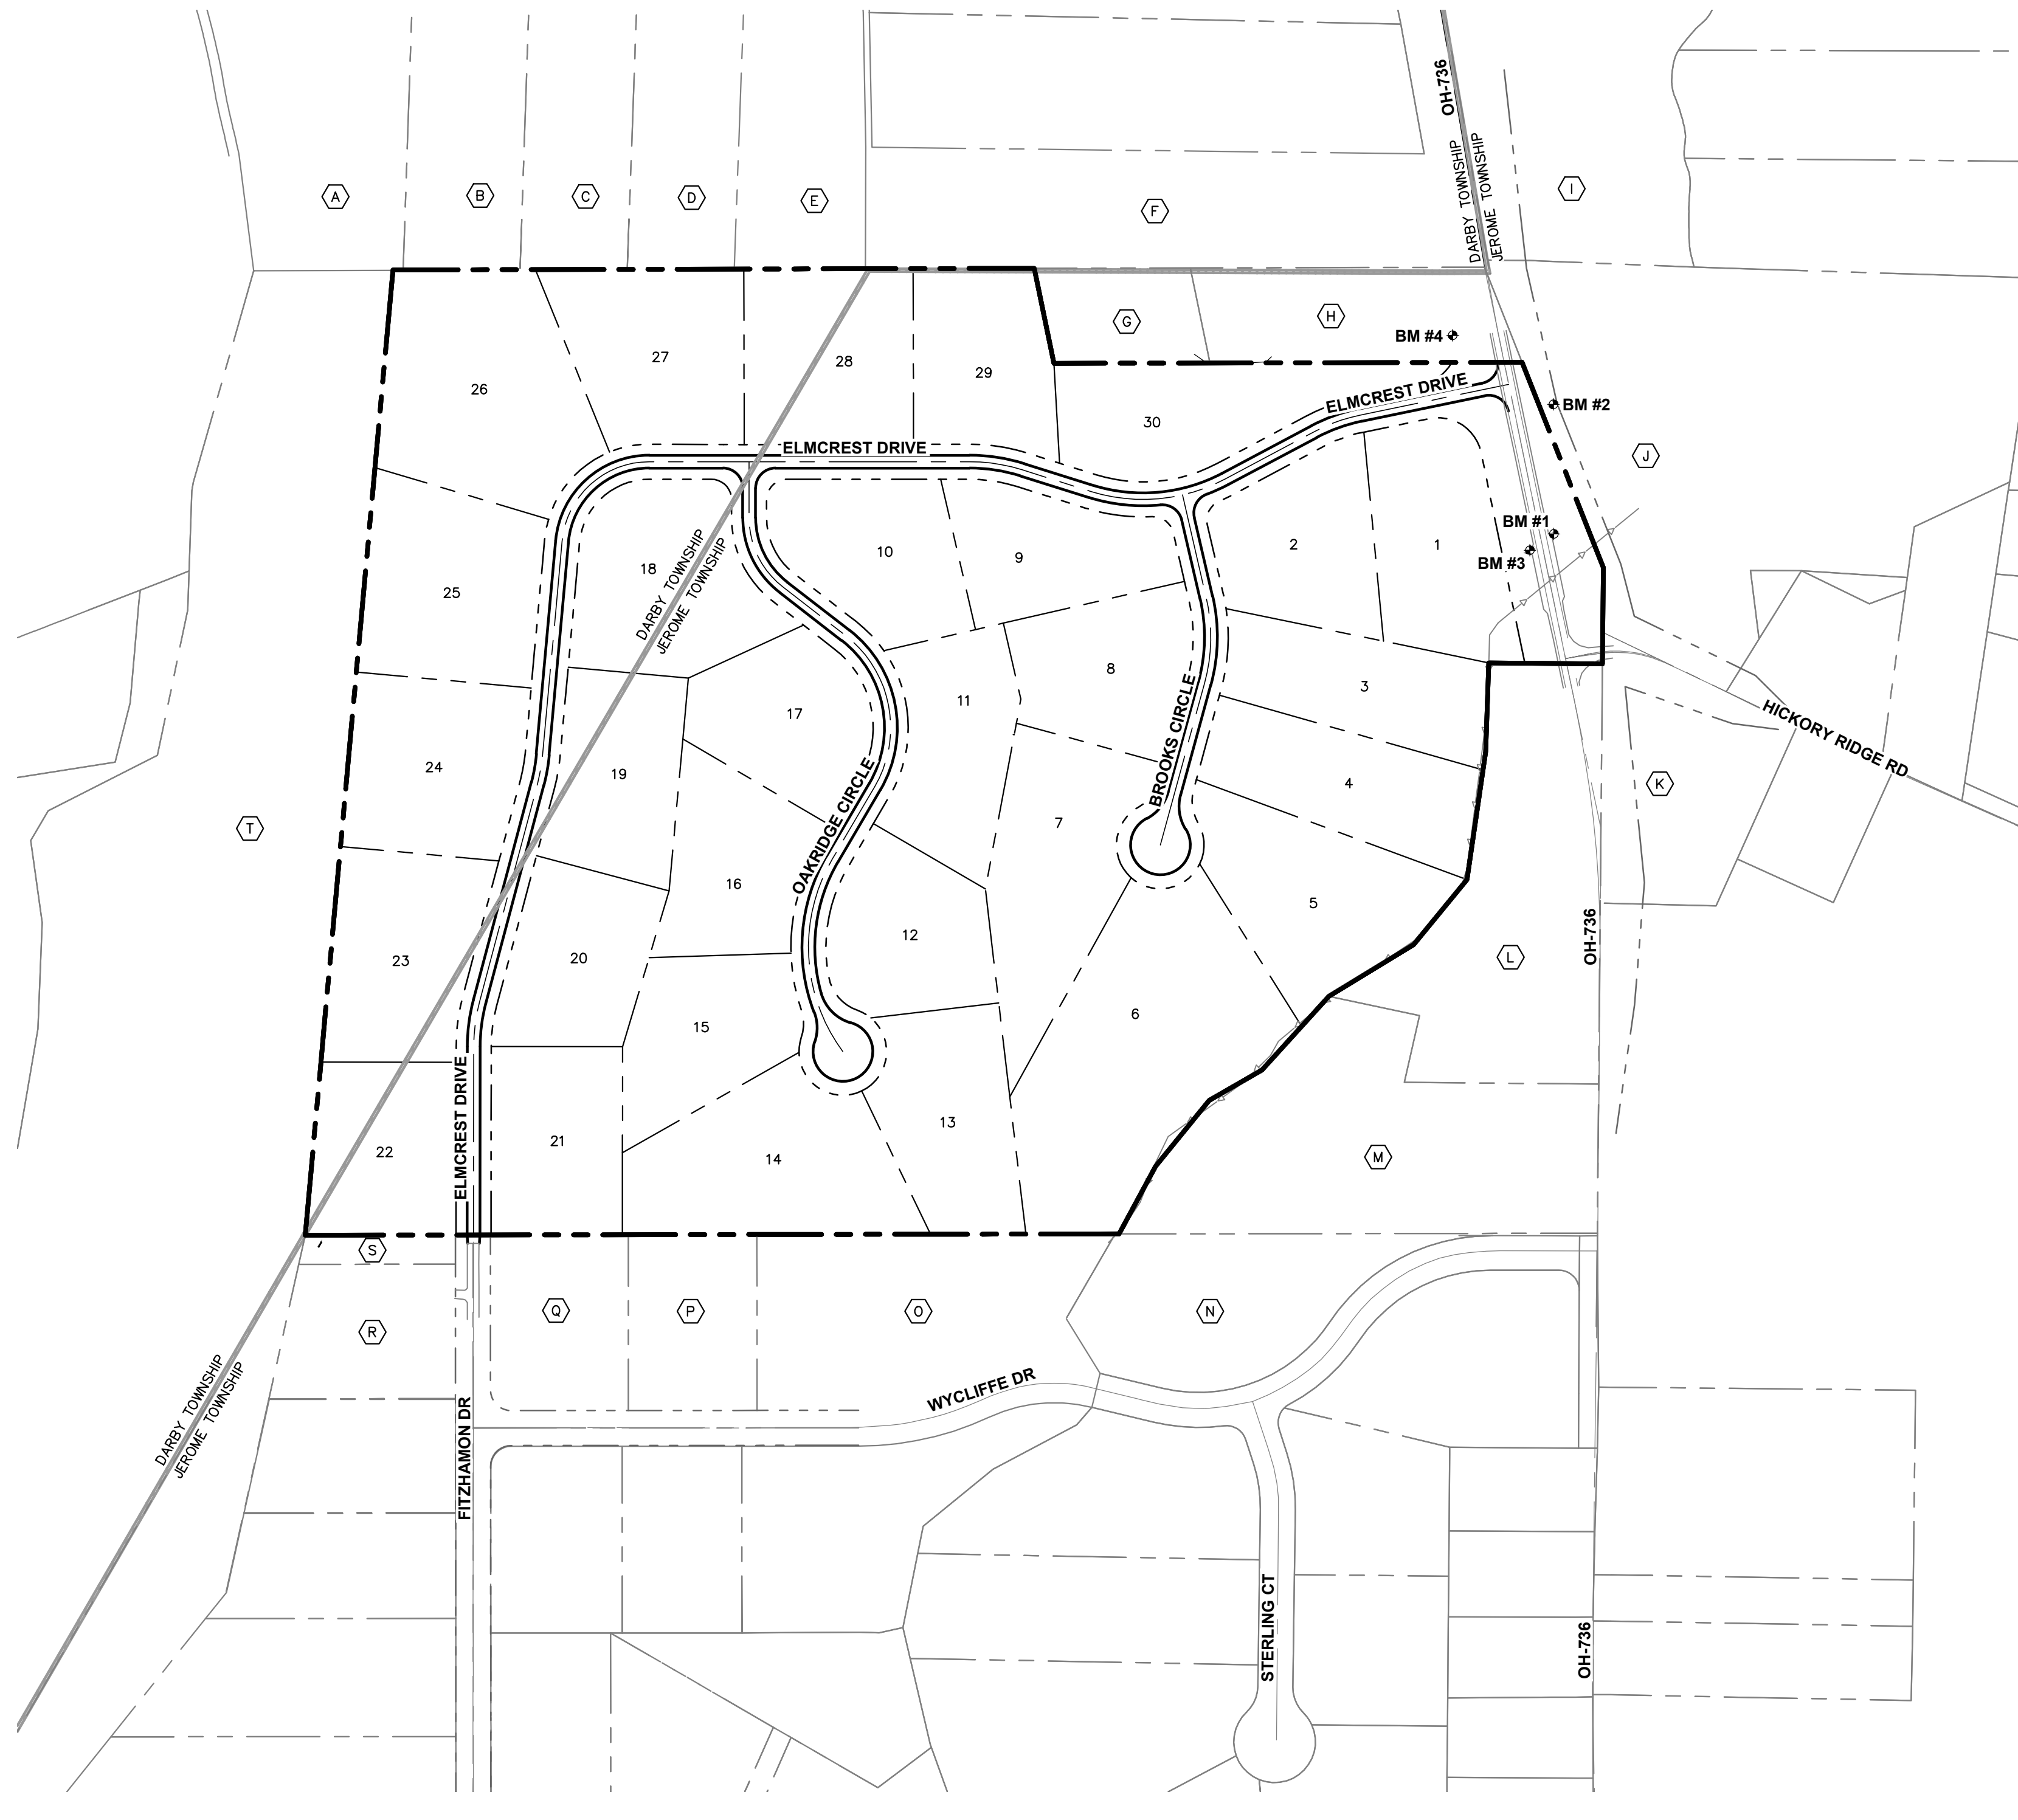 OH-736
DARBY TOWNSHIP
JEROME TOWNSHIP
A
B
C
D
E
F
I
G
H
BM #4
26
27
28
29
30
ELMCREST DRIVE
BM #2
ELMCREST DRIVE
J
BM #1
BM #3
25
18
10
9
2
1
DARBY TOWNSHIP
JEROME TOWNSHIP
24
19
17
11
8
3
BROOKS CIRCLE
HICKORY RIDGE RD
T
7
4
K
OAKRIDGE CIRCLE
16
5
23
20
12
L
OH-736
15
6
22
ELMCREST DRIVE
21
14
13
M
S
R
Q
P
O
N
DARBY TOWNSHIP
JEROME TOWNSHIP
FITZHAMON DR
WYCLIFFE DR
STERLING CT
OH-736